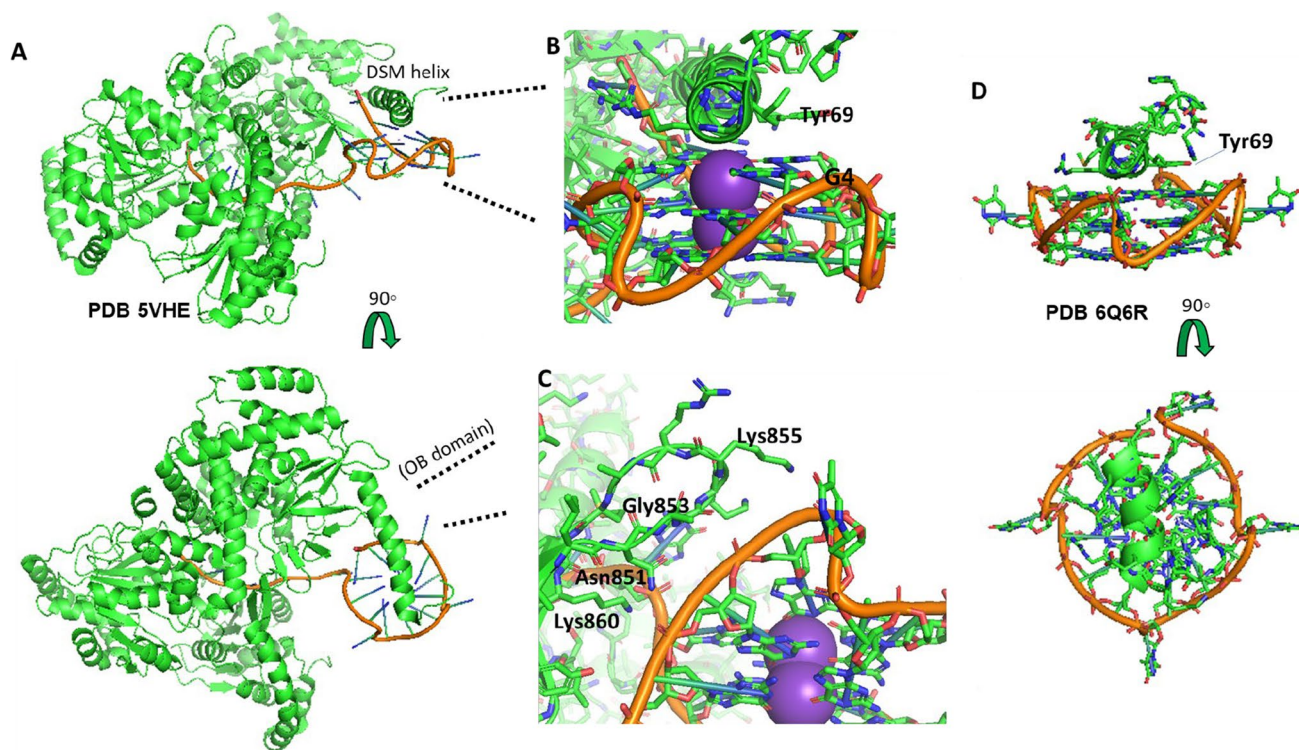 A
DSM helix
PDB 5VHE
90°
(OB domain)
B
Tyr69
G4
C
Lys855
Gly853
Asn851
Lys860
D
Tyr69
PDB 6Q6R
90°